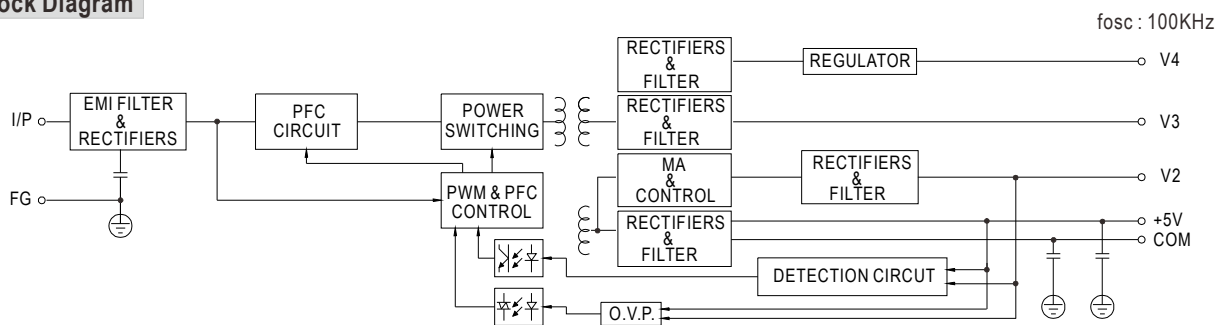 ock Diagram
fosc : 100KHz
I/P
EMI FILTER
&
RECTIFIERS
FG
PFC
CIRCUIT
POWER
SWITCHING
PWM & PFC
CONTROL
RECTIFIERS
&
FILTER
REGULATOR
V4
RECTIFIERS
&
FILTER
V3
MA
&
CONTROL
RECTIFIERS
&
FILTER
V2
RECTIFIERS
&
FILTER
+5V
COM
DETECTION CIRCUT
O.V.P.